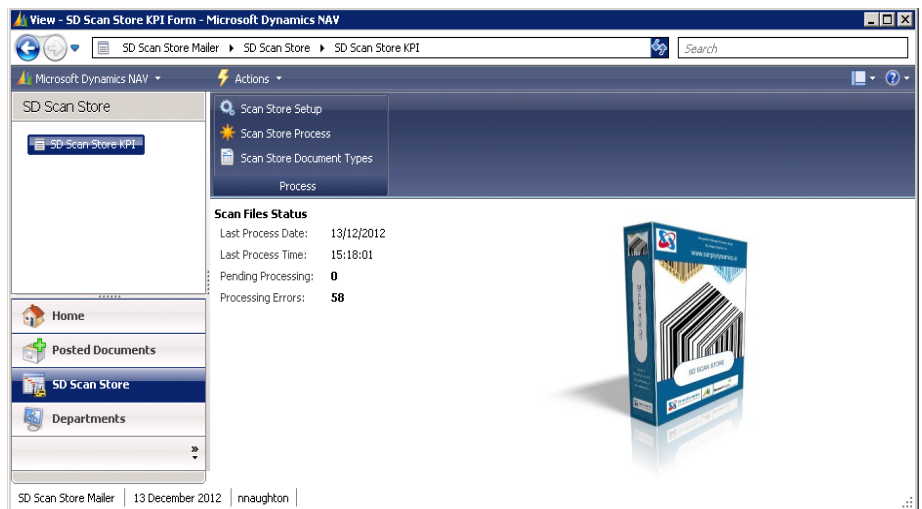 View - SD Scan Store KPI Form - Microsoft Dynamics NAV
SD Scan Store Mailer ▸ SD Scan Store ▸ SD Scan Store KPI
Search
Microsoft Dynamics NAV
Actions
SD Scan Store
SD Scan Store KPI
Scan Store Setup
Scan Store Process
Scan Store Document Types
Process
Scan Files Status
Last Process Date: 13/12/2012
Last Process Time: 15:18:01
Pending Processing: 0
Processing Errors: 58
SD SCAN STORE
Home
Posted Documents
SD Scan Store
Departments
SD Scan Store Mailer
13 December 2012
nnaughton